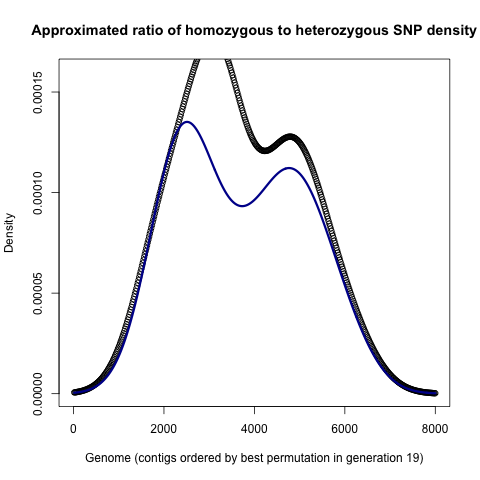 Approximated ratio of homozygous to heterozygous SNP density
0.00015
0.00010
0.00005
0.00000
Density
0 2000 4000 6000 8000
Genome (contigs ordered by best permutation in generation 19)